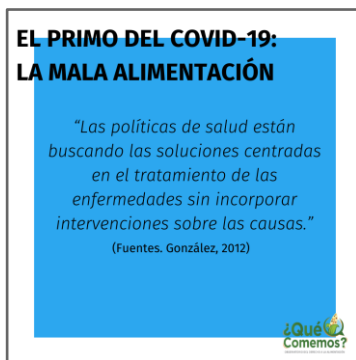 EL PRIMO DEL COVID-19:
LA MALA ALIMENTACIÓN
“Las políticas de salud están
buscando las soluciones centradas
en el tratamiento de las
enfermedades sin incorporar
intervenciones sobre las causas.”
(Fuentes. González, 2012)
¿Qué
Comemos?